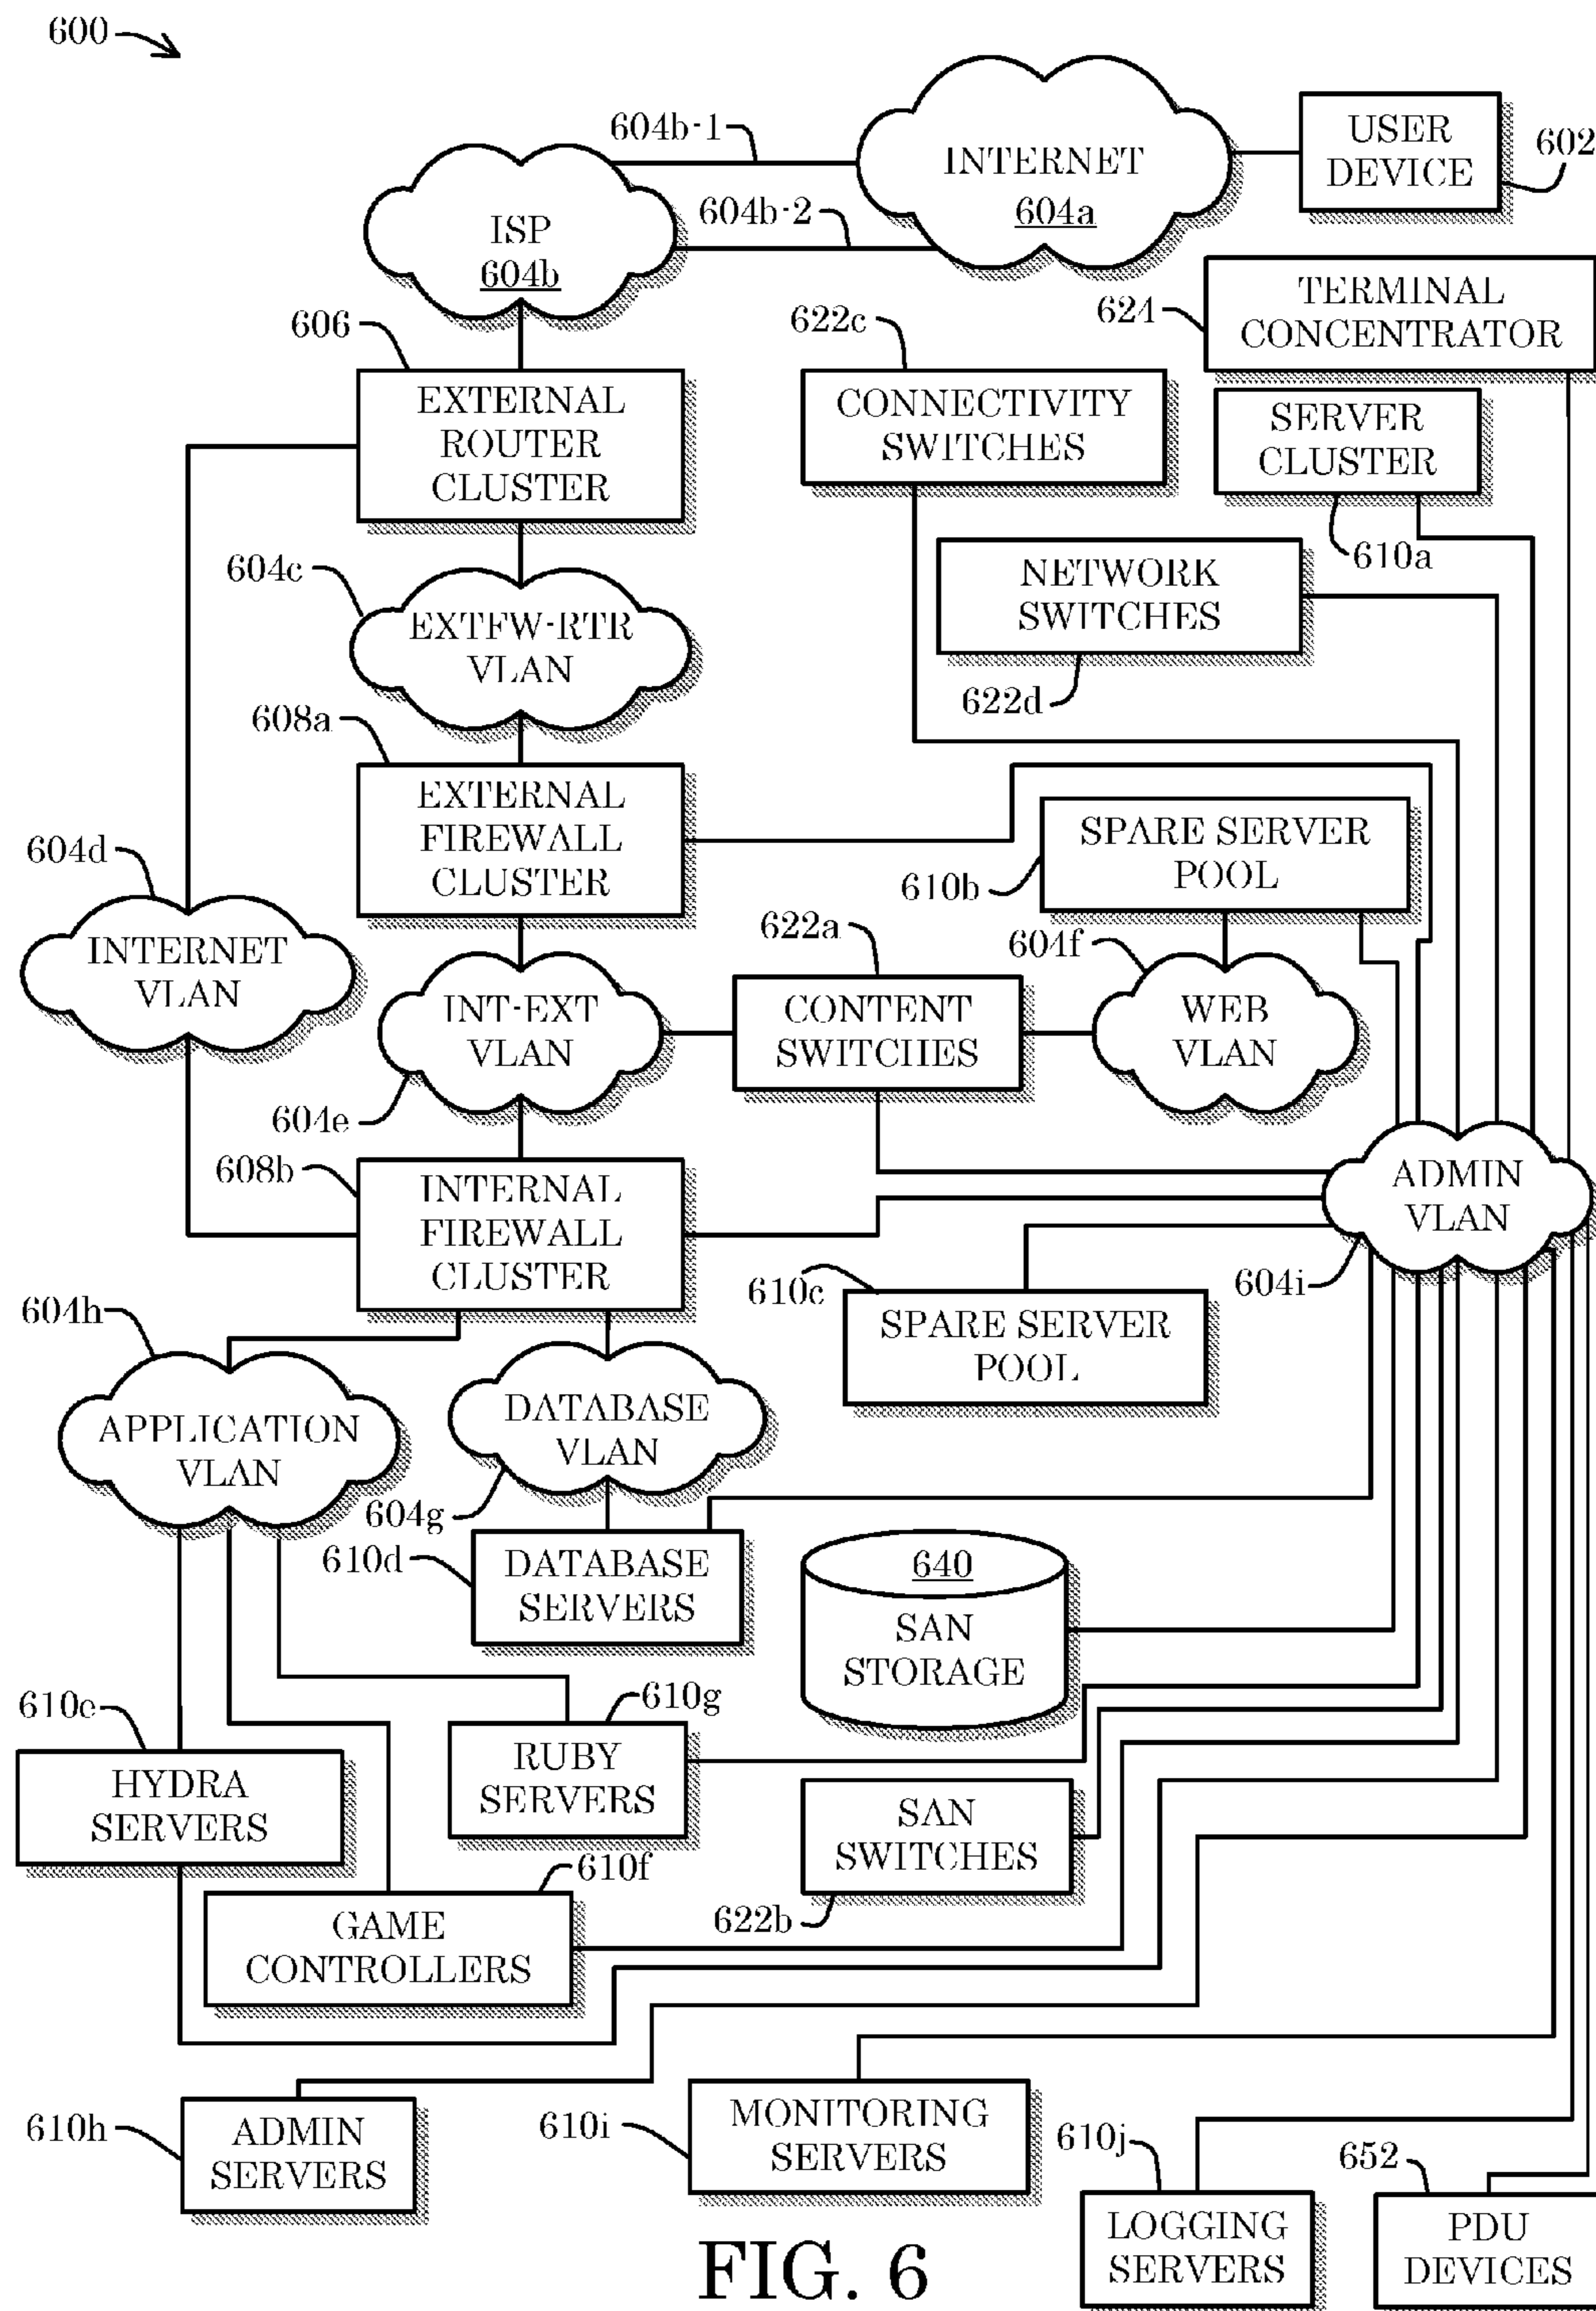 600
604b-1
INTERNET
604a
USER
DEVICE
602
ISP
604b
604b-2
606
622c
624
TERMINAL
CONCENTRATOR
EXTERNAL
ROUTER
CLUSTER
CONNECTIVITY
SWITCHES
SERVER
CLUSTER
610a
604c
EXTFW-RTR
VLAN
NETWORK
SWITCHES
622d
608a
EXTERNAL
FIREWALL
CLUSTER
SPARE SERVER
POOL
610b
604d
INTERNET
VLAN
622a
604f
INT-EXT
VLAN
604e
CONTENT
SWITCHES
WEB
VLAN
608b
INTERNAL
FIREWALL
CLUSTER
ADMIN
VLAN
604i
610c
SPARE SERVER
POOL
604h
APPLICATION
VLAN
DATABASE
VLAN
604g
610d
DATABASE
SERVERS
640
SAN
STORAGE
610e
HYDRA
SERVERS
610g
RUBY
SERVERS
SAN
SWITCHES
622b
610f
GAME
CONTROLLERS
610h
ADMIN
SERVERS
610i
MONITORING
SERVERS
610j
LOGGING
SERVERS
652
PDU
DEVICES
FIG. 6